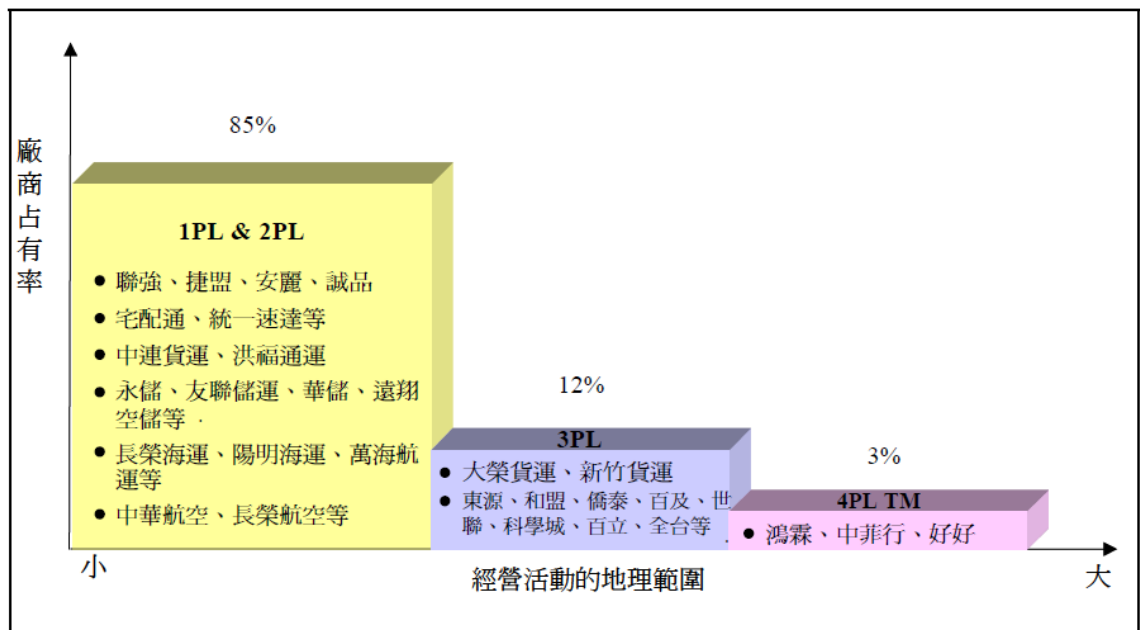 廠商占有率
85%
1PL & 2PL
● 聯強、捷盟、安麗、誠品
● 宅配通、統一速達等
● 中連貨運、洪福通運
● 永儲、友聯儲運、華儲、遠翔
空儲等 .
● 長榮海運、陽明海運、萬海航
運等
● 中華航空、長榮航空等
12%
3PL
● 大榮貨運、新竹貨運
● 東源、和盟、僑泰、百及、世
聯、科學城、百立、全台等 .
3%
4PL TM
● 鴻霖、中菲行、好好
小
經營活動的地理範圍
大